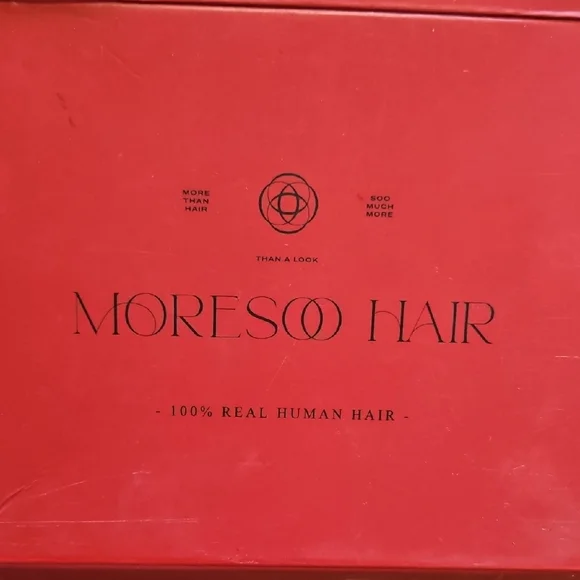 MORE
THAN
HAIR
SOO
MUCH
MORE
THAN A LOOK
MORESOO HAIR
- 100% REAL HUMAN HAIR -